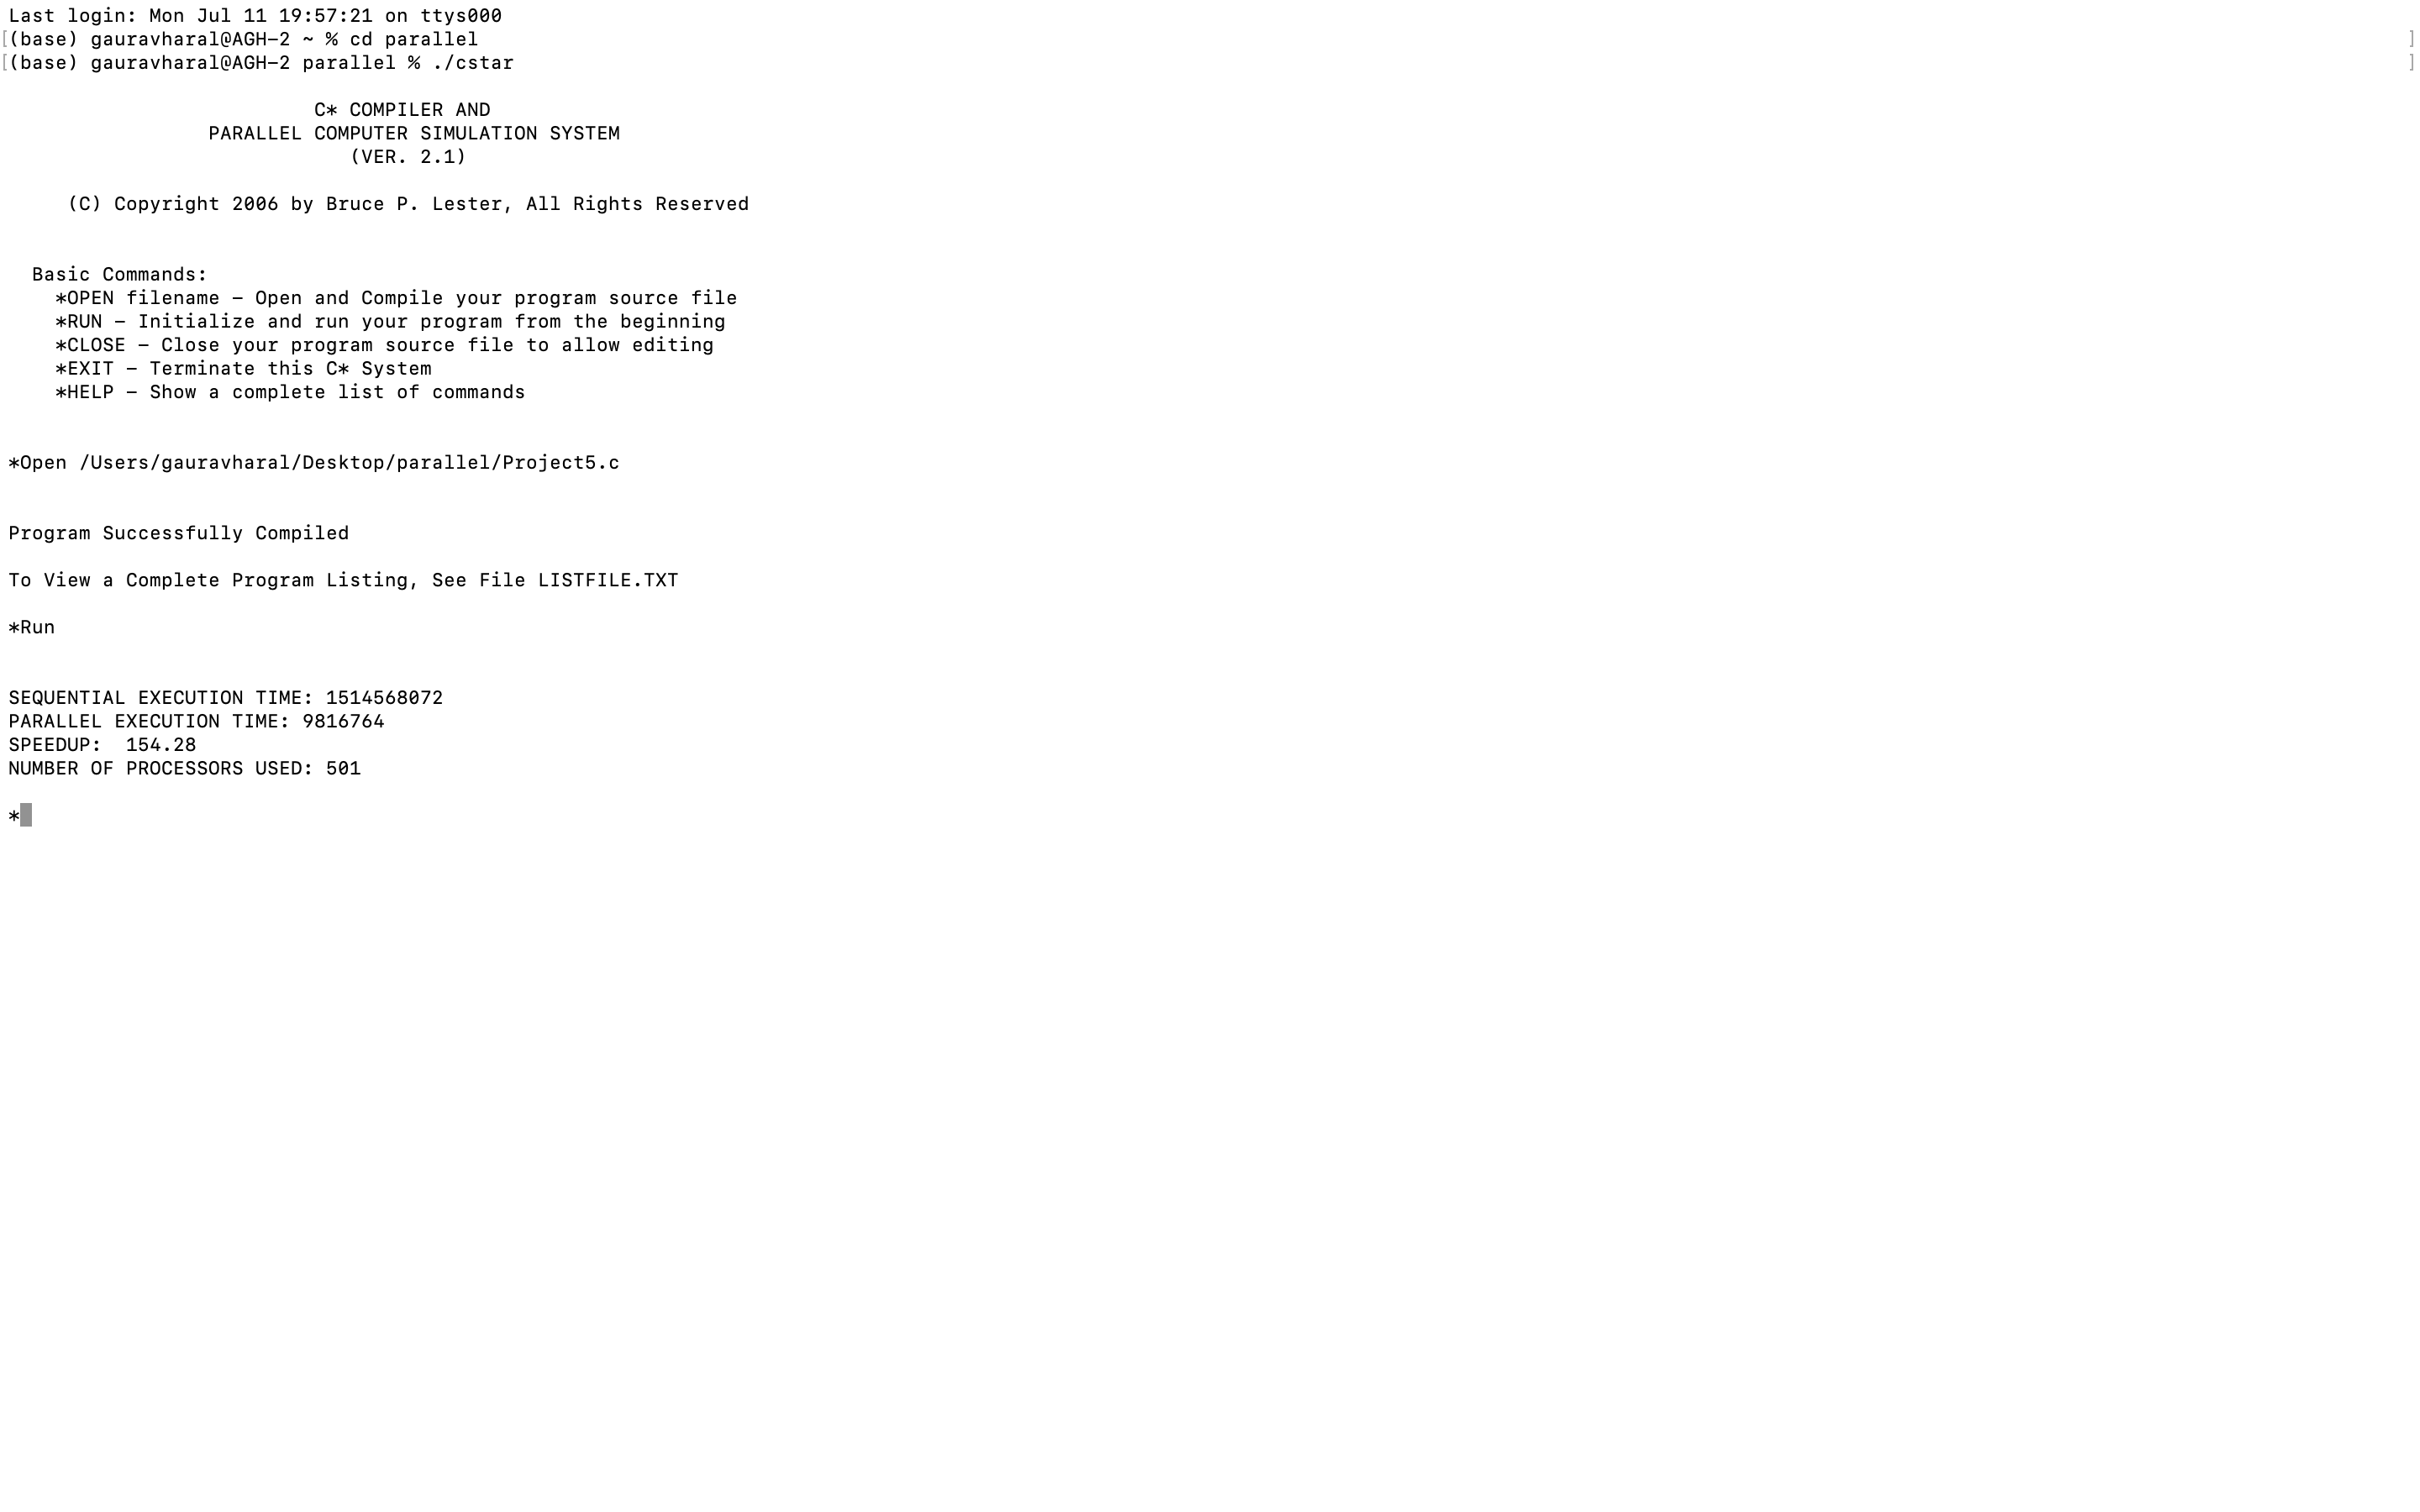 Last login: Mon Jul 11 19:57:21 on ttys000
[(base) gauravharal@AGH-2 ~ % cd parallel ]
[(base) gauravharal@AGH-2 parallel % ./cstar ]
C* COMPILER AND
PARALLEL COMPUTER SIMULATION SYSTEM
(VER. 2.1)
(C) Copyright 2006 by Bruce P. Lester, All Rights Reserved
Basic Commands:
*OPEN filename – Open and Compile your program source file
*RUN – Initialize and run your program from the beginning
*CLOSE – Close your program source file to allow editing
*EXIT – Terminate this C* System
*HELP – Show a complete list of commands
*Open /Users/gauravharal/Desktop/parallel/Project5.c
Program Successfully Compiled
To View a Complete Program Listing, See File LISTFILE.TXT
*Run
SEQUENTIAL EXECUTION TIME: 1514568072
PARALLEL EXECUTION TIME: 9816764
SPEEDUP:  154.28
NUMBER OF PROCESSORS USED: 501
*